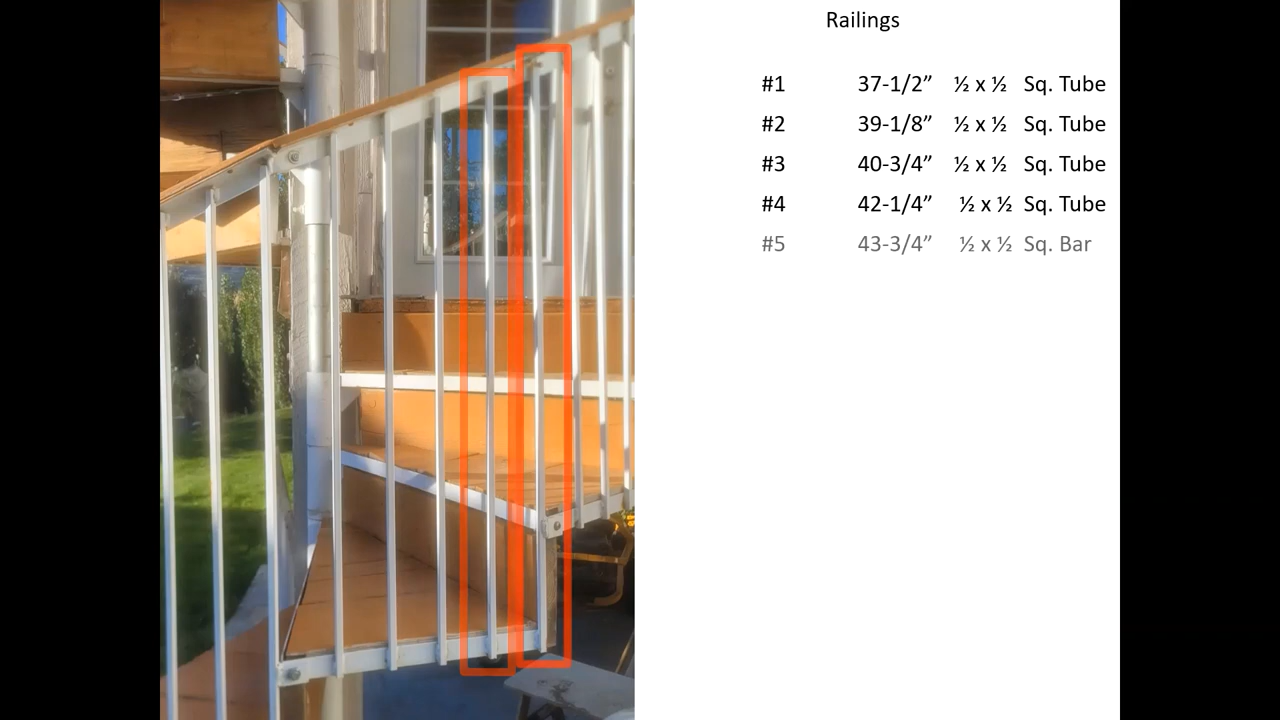 Railings
#1 37-1/2” ½ x ½ Sq. Tube
#2 39-1/8” ½ x ½ Sq. Tube
#3 40-3/4” ½ x ½ Sq. Tube
#4 42-1/4” ½ x ½ Sq. Tube
#5 43-3/4” ½ x ½ Sq. Bar